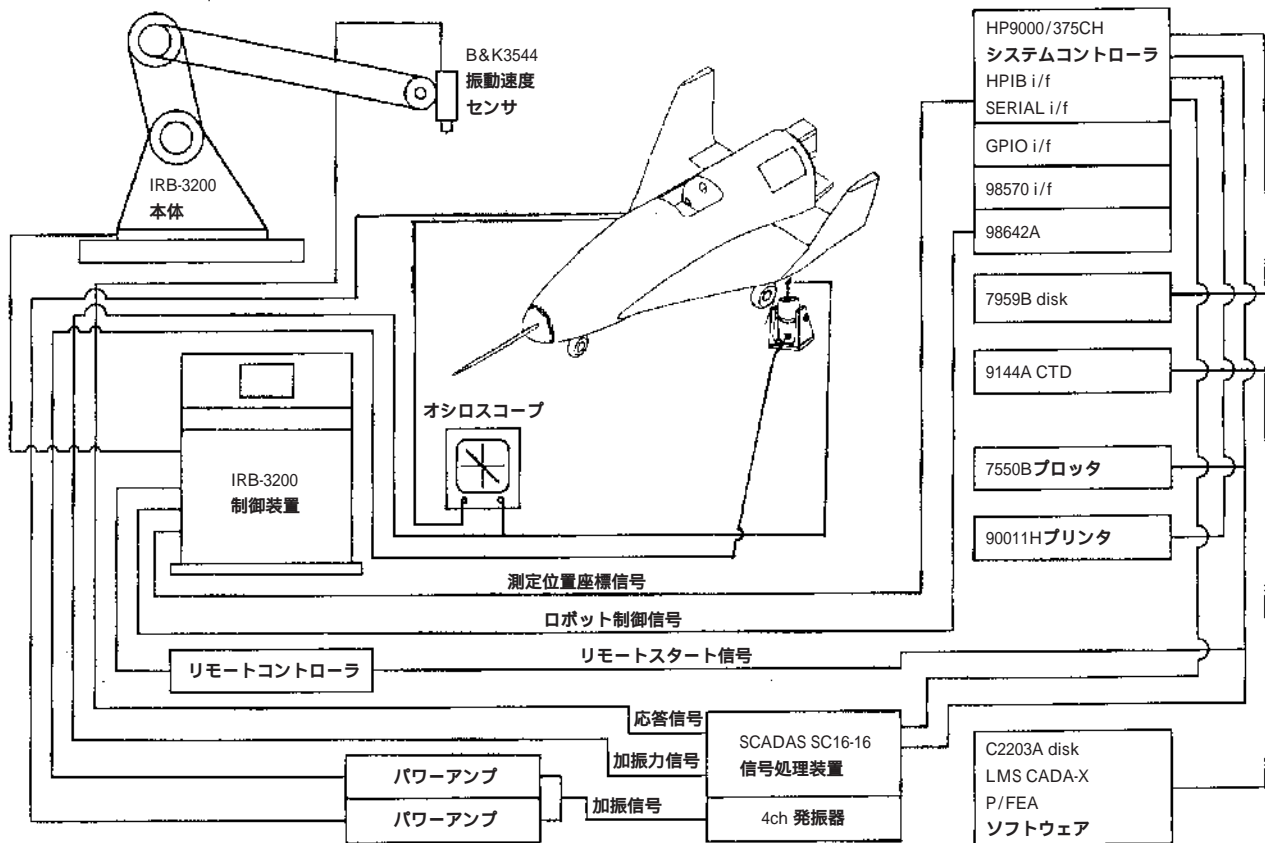 B&K3544
振動速度
センサ
IRB-3200
本体
HP9000/375CH
システムコントローラ
HPIB i/f
SERIAL i/f
GPIO i/f
98570 i/f
98642A
7959B disk
9144A CTD
7550Bプロッタ
90011Hプリンタ
オシロスコープ
IRB-3200
制御装置
測定位置座標信号
ロボット制御信号
リモートコントローラ
リモートスタート信号
応答信号
加振力信号
SCADAS SC16-16
信号処理装置
パワーアンプ
パワーアンプ
加振信号
4ch 発振器
C2203A disk
LMS CADA-X
P/FEA
ソフトウェア